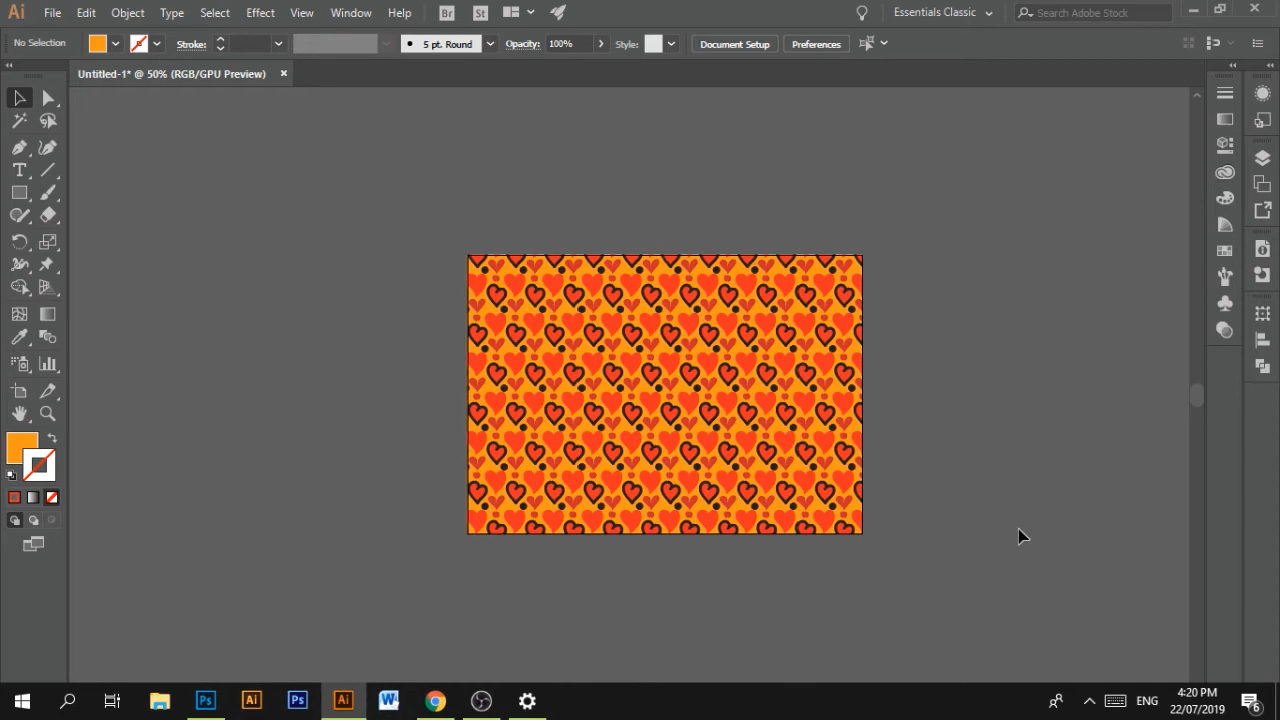 Ai File Edit Object Type Select Effect View Window Help Br St Essentials Classic Search Adobe Stock
No Selection Stroke: 5 pt. Round Opacity: 100% Style: Document Setup Preferences
Untitled-1* @ 50% (RGB/GPU Preview)
T
Ps Ai Ps Ai W ENG 4:20 PM
22/07/2019 6